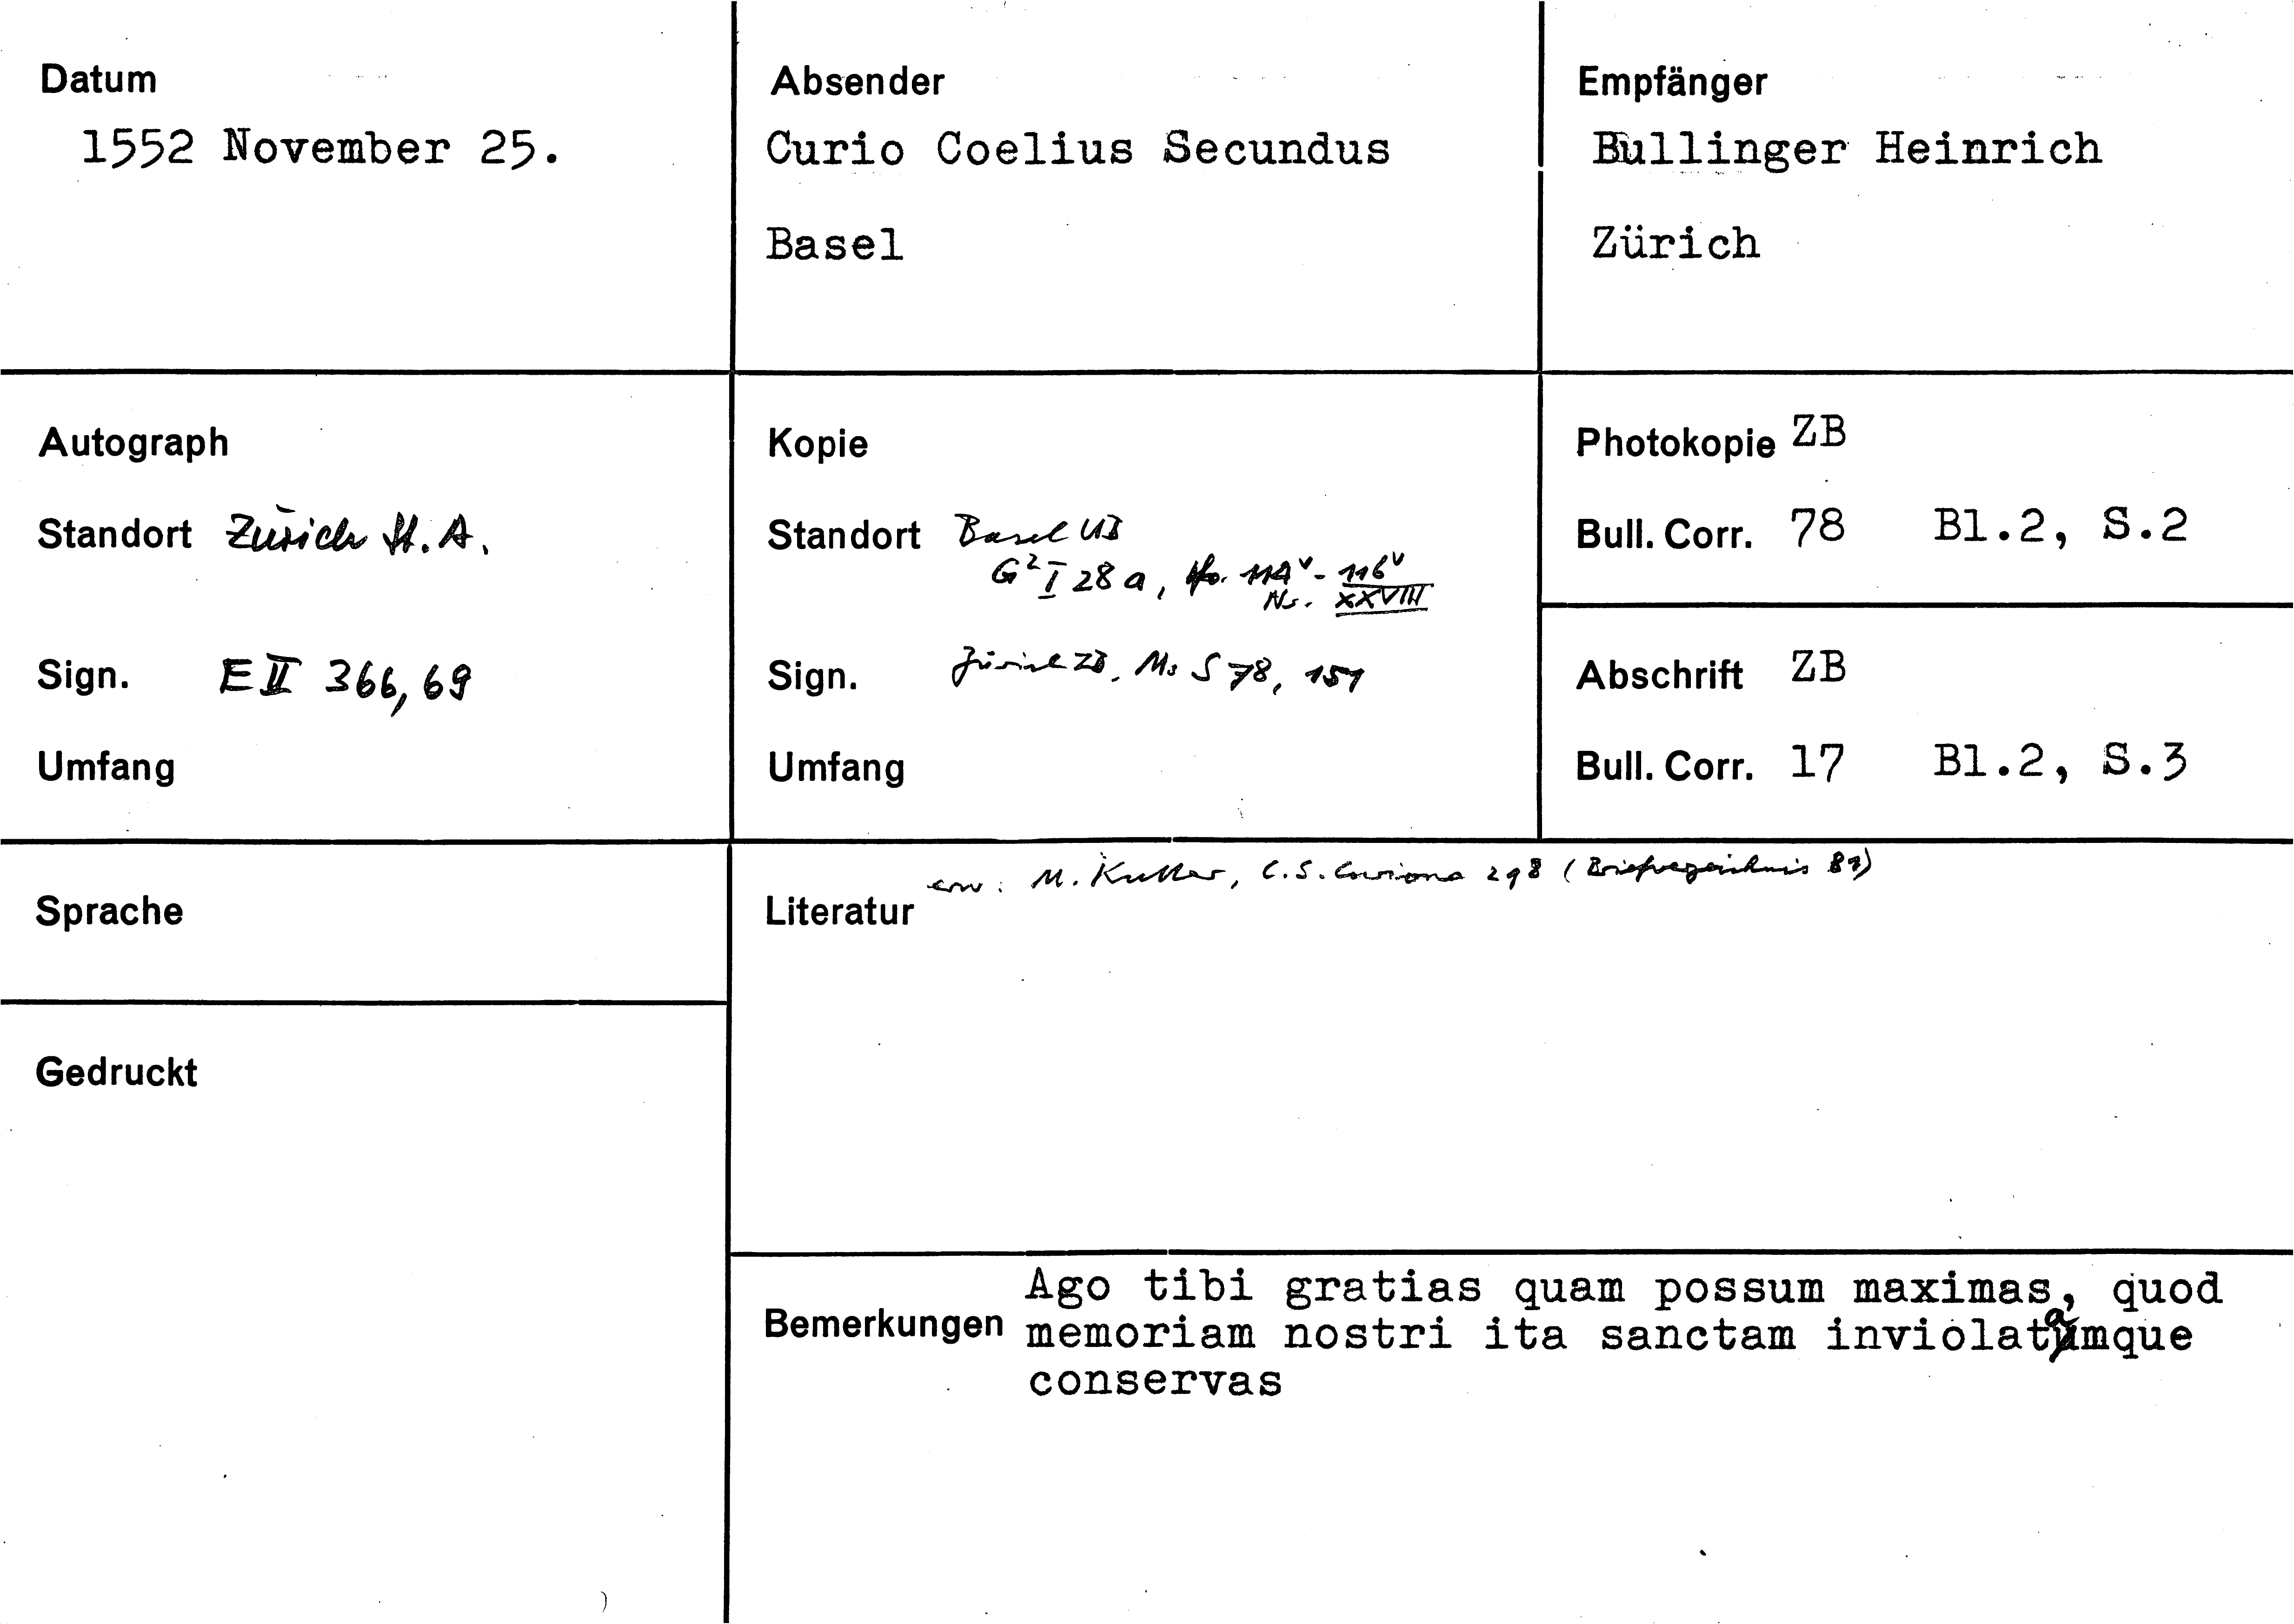 Datum
1552 November 25.
Absender
Curio Coelius Secundus
Basel
Empfänger
Bullinger Heinrich
Zürich
Autograph
Standort Zürich St. A.
Sign. E II 366, 69
Umfang
Kopie
Standort Basel UB
G² I 28 a, fo. 114ᵛ - 116ᵛ
Nr. XXVIII
Sign. Zürich ZB, Ms S 78, 151
Umfang
Photokopie ZB
Bull. Corr. 78 Bl.2, S.2
Abschrift ZB
Bull. Corr. 17 Bl.2, S.3
Sprache
Gedruckt
Literatur erw: M. Kutter, C.S. Curione 298 (Briefverzeichnis 89)
Bemerkungen
Ago tibi gratias quam possum maximas, quod
memoriam nostri ita sanctam inviolatamque
conservas